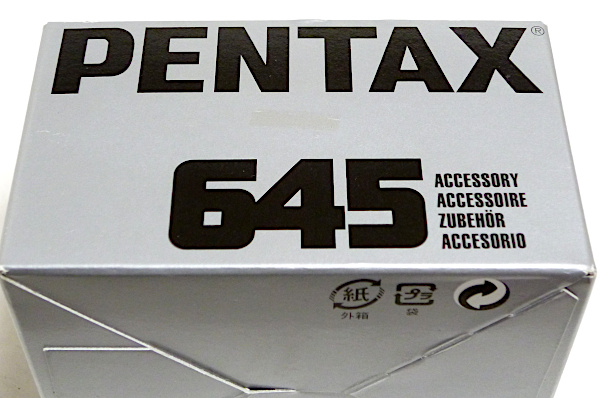 PENTAX®
645
ACCESSORY
ACCESSOIRE
ZUBEHÖR
ACCESORIO
紙 プラ
外箱 袋